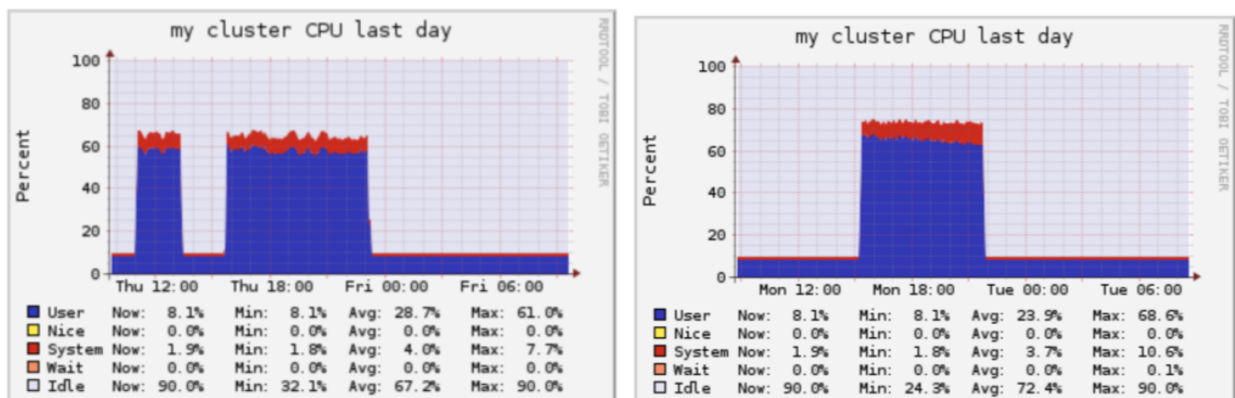 my cluster CPU last day
RRDTOOL / TOBI OETIKER
Percent
100
80
60
40
20
0
Thu 12:00 Thu 18:00 Fri 00:00 Fri 06:00
User Now: 8.1% Min: 8.1% Avg: 28.7% Max: 61.0%
Nice Now: 0.0% Min: 0.0% Avg: 0.0% Max: 0.0%
System Now: 1.9% Min: 1.8% Avg: 4.0% Max: 7.7%
Wait Now: 0.0% Min: 0.0% Avg: 0.0% Max: 0.0%
Idle Now: 90.0% Min: 32.1% Avg: 67.2% Max: 90.0%
my cluster CPU last day
RRDTOOL / TOBI OETIKER
Percent
100
80
60
40
20
0
Mon 12:00 Mon 18:00 Tue 00:00 Tue 06:00
User Now: 8.1% Min: 8.1% Avg: 23.9% Max: 68.6%
Nice Now: 0.0% Min: 0.0% Avg: 0.0% Max: 0.0%
System Now: 1.9% Min: 1.8% Avg: 3.7% Max: 10.6%
Wait Now: 0.0% Min: 0.0% Avg: 0.0% Max: 0.1%
Idle Now: 90.0% Min: 24.3% Avg: 72.4% Max: 90.0%